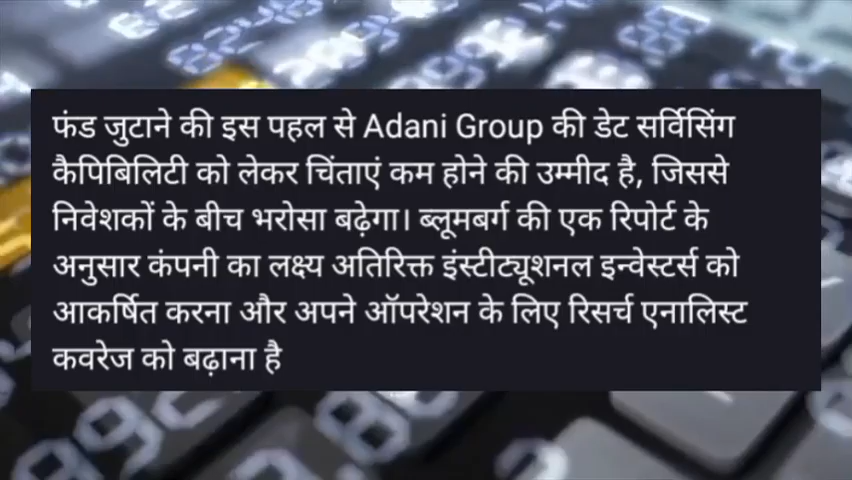 फंड जुटाने की इस पहल से Adani Group की डेट सर्विसिंग
कैपिबिलिटी को लेकर चिंताएं कम होने की उम्मीद है, जिससे
निवेशकों के बीच भरोसा बढ़ेगा। ब्लूमबर्ग की एक रिपोर्ट के
अनुसार कंपनी का लक्ष्य अतिरिक्त इंस्टीट्यूशनल इन्वेस्टर्स को
आकर्षित करना और अपने ऑपरेशन के लिए रिसर्च एनालिस्ट
कवरेज को बढ़ाना है